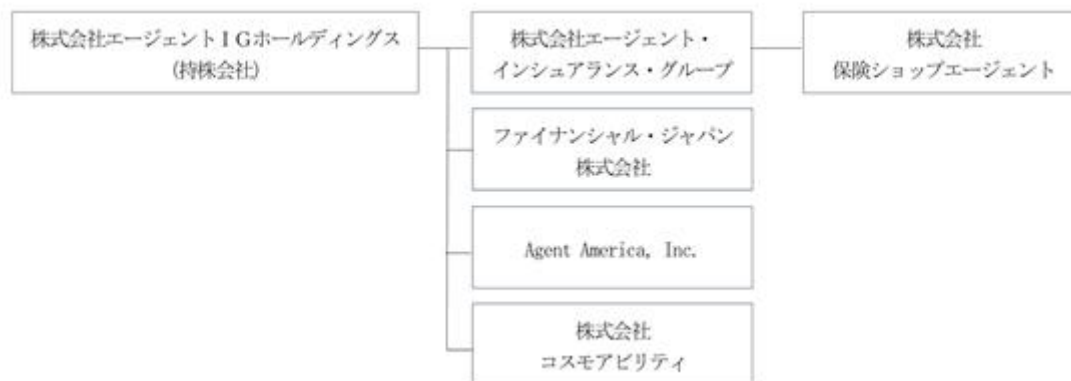 株式会社エージェントＩＧホールディングス
(持株会社)
株式会社エージェント・
インシュアランス・グループ
株式会社
保険ショップエージェント
ファイナンシャル・ジャパン
株式会社
Agent America, Inc.
株式会社
コスモアビリティ